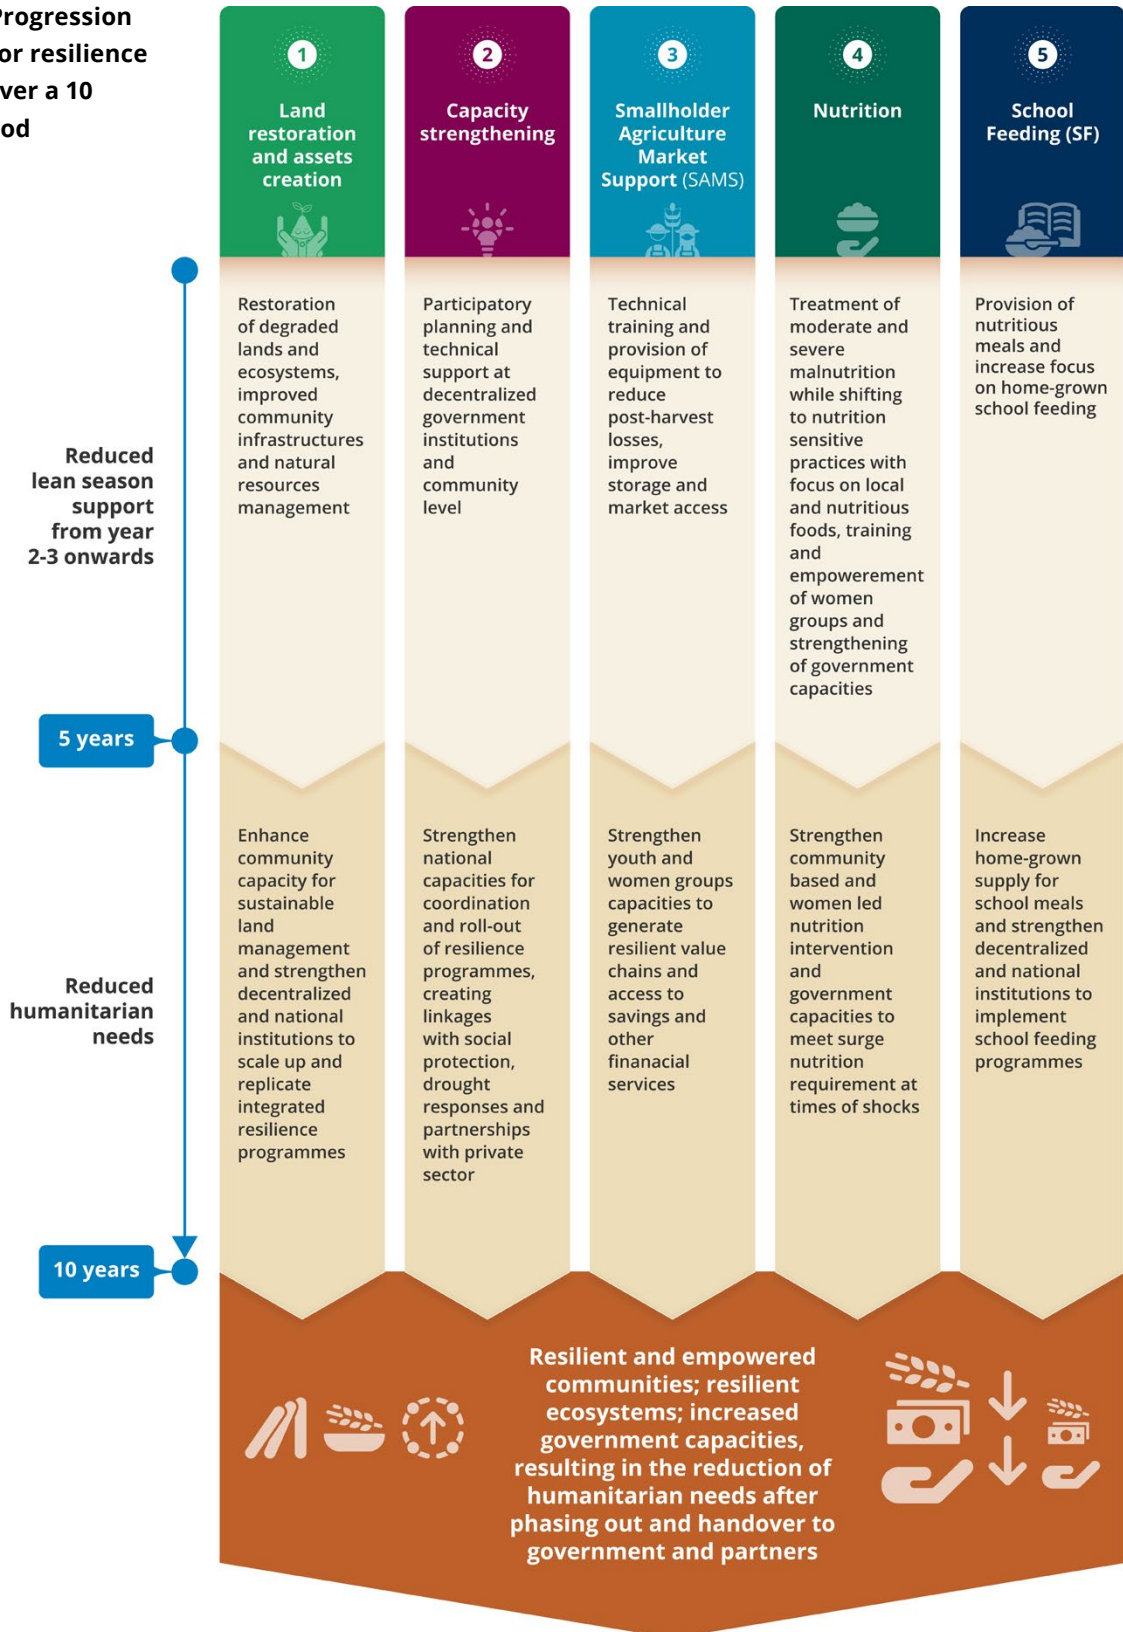 Progression
or resilience
ver a 10
od
1
Land
restoration
and assets
creation
2
Capacity
strengthening
3
Smallholder
Agriculture
Market
Support (SAMS)
4
Nutrition
5
School
Feeding (SF)
Reduced
lean season
support
from year
2-3 onwards
Restoration
of degraded
lands and
ecosystems,
improved
community
infrastructures
and natural
resources
management
Participatory
planning and
technical
support at
decentralized
government
institutions
and
community
level
Technical
training and
provision of
equipment to
reduce
post-harvest
losses,
improve
storage and
market access
Treatment of
moderate and
severe
malnutrition
while shifting
to nutrition
sensitive
practices with
focus on local
and nutritious
foods, training
and
empowerement
of women
groups and
strengthening
of government
capacities
Provision of
nutritious
meals and
increase focus
on home-grown
school feeding
5 years
Reduced
humanitarian
needs
Enhance
community
capacity for
sustainable
land
management
and strengthen
decentralized
and national
institutions to
scale up and
replicate
integrated
resilience
programmes
Strengthen
national
capacities for
coordination
and roll-out
of resilience
programmes,
creating
linkages
with social
protection,
drought
responses and
partnerships
with private
sector
Strengthen
youth and
women groups
capacities to
generate
resilient value
chains and
access to
savings and
other
finanacial
services
Strengthen
community
based and
women led
nutrition
intervention
and
government
capacities to
meet surge
nutrition
requirement at
times of shocks
Increase
home-grown
supply for
school meals
and strengthen
decentralized
and national
institutions to
implement
school feeding
programmes
10 years
Resilient and empowered
communities; resilient
ecosystems; increased
government capacities,
resulting in the reduction of
humanitarian needs after
phasing out and handover to
government and partners